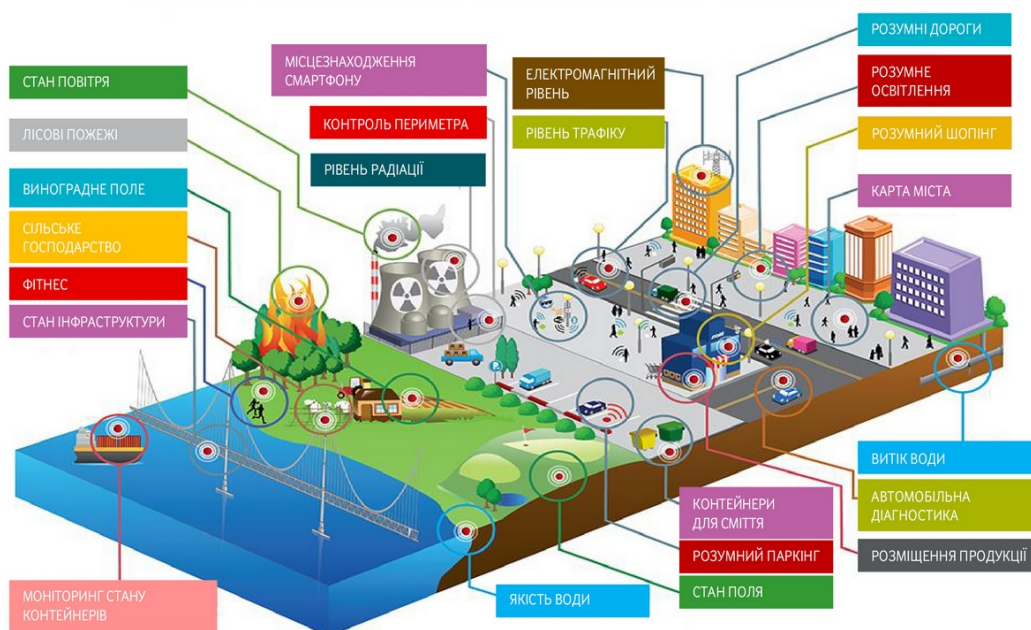 СТАН ПОВІТРЯ
ЛІСОВІ ПОЖЕЖІ
ВИНОГРАДНЕ ПОЛЕ
СІЛЬСЬКЕ
ГОСПОДАРСТВО
ФІТНЕС
СТАН ІНФРАСТРУКТУРИ
МІСЦЕЗНАХОДЖЕННЯ
СМАРТФОНУ
КОНТРОЛЬ ПЕРИМЕТРА
РІВЕНЬ РАДІАЦІЇ
ЕЛЕКТРОМАГНІТНИЙ
РІВЕНЬ
РІВЕНЬ ТРАФІКУ
РОЗУМНІ ДОРОГИ
РОЗУМНЕ
ОСВІТЛЕННЯ
РОЗУМНИЙ ШОПІНГ
КАРТА МІСТА
P
ВИТІК ВОДИ
АВТОМОБІЛЬНА
ДІАГНОСТИКА
РОЗМІЩЕННЯ ПРОДУКЦІЇ
КОНТЕЙНЕРИ
ДЛЯ СМІТТЯ
РОЗУМНИЙ ПАРКІНГ
СТАН ПОЛЯ
ЯКІСТЬ ВОДИ
МОНІТОРИНГ СТАНУ
КОНТЕЙНЕРІВ